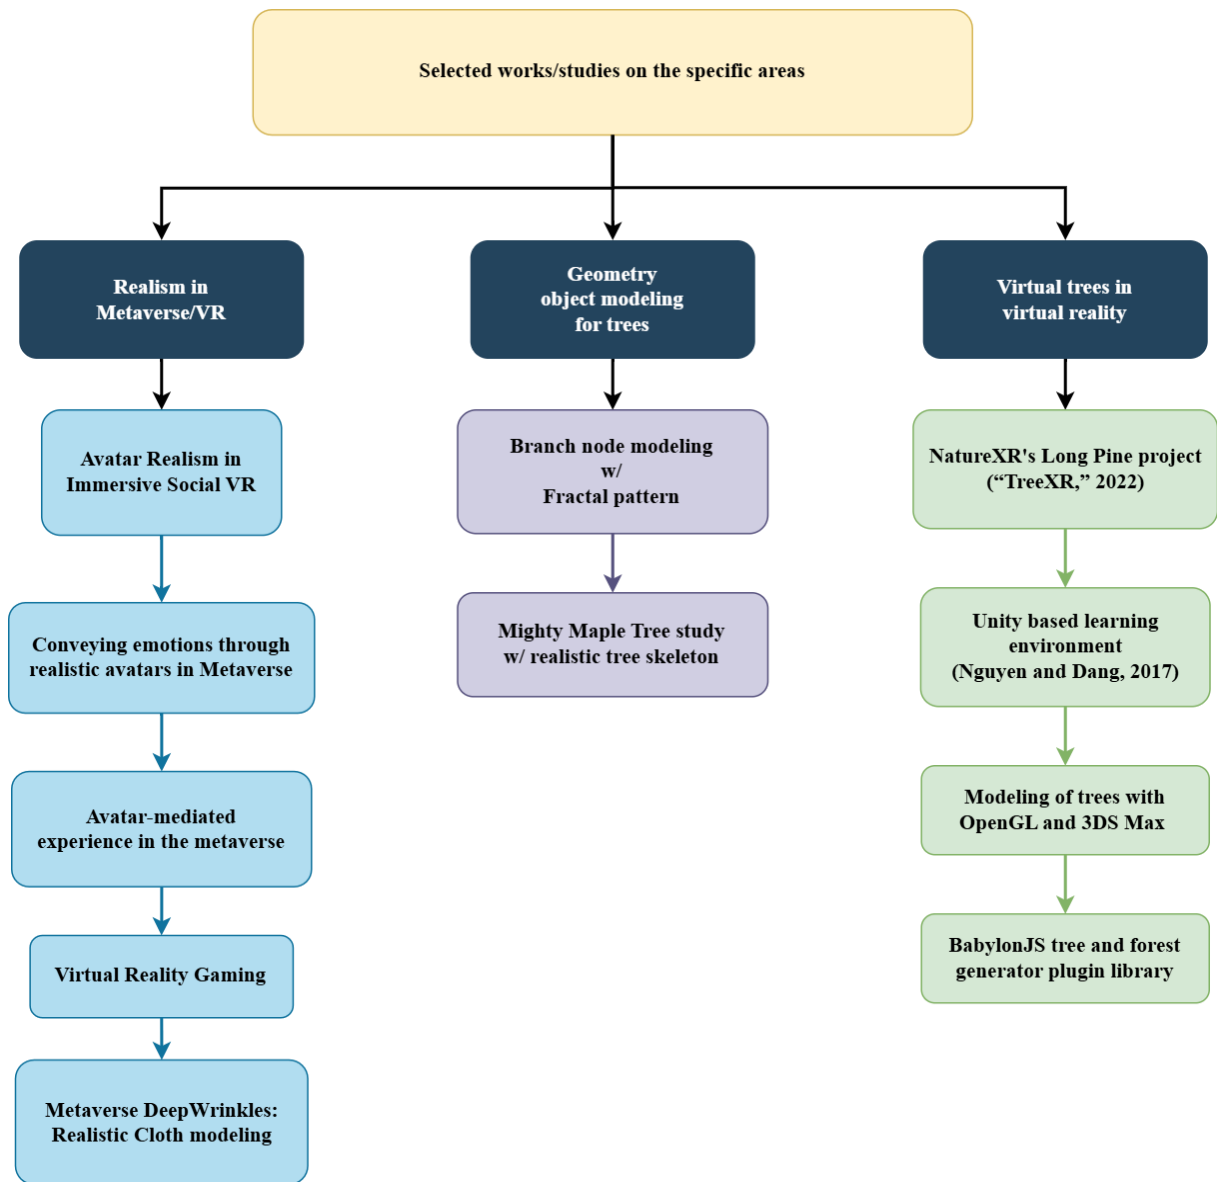 Selected works/studies on the specific areas
Realism in
Metaverse/VR
Avatar Realism in
Immersive Social VR
Conveying emotions through
realistic avatars in Metaverse
Avatar-mediated
experience in the metaverse
Virtual Reality Gaming
Metaverse DeepWrinkles:
Realistic Cloth modeling
Geometry
object modeling
for trees
Branch node modeling
w/
Fractal pattern
Mighty Maple Tree study
w/ realistic tree skeleton
Virtual trees in
virtual reality
NatureXR's Long Pine project
(“TreeXR,” 2022)
Unity based learning
environment
(Nguyen and Dang, 2017)
Modeling of trees with
OpenGL and 3DS Max
BabylonJS tree and forest
generator plugin library